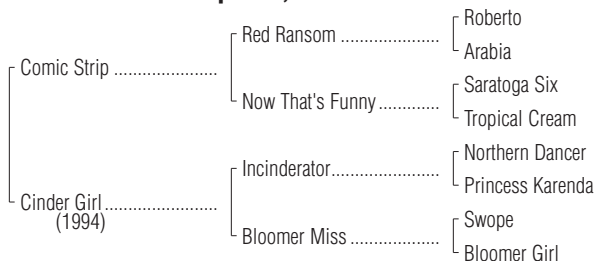 Roberto
Red Ransom ..................
Arabia
Comic Strip ...................
Saratoga Six
Now That's Funny ...........
Tropical Cream
Northern Dancer
Incinderator....................
Princess Karenda
Cinder Girl ....................
(1994)
Swope
Bloomer Miss .................
Bloomer Girl